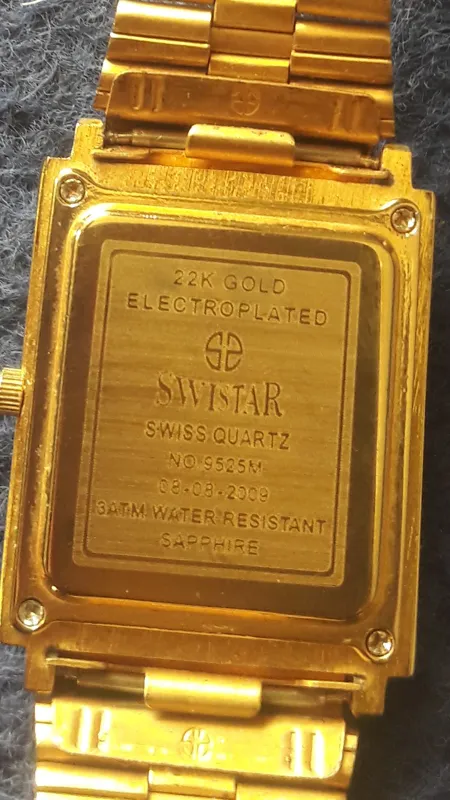 22K GOLD
ELECTROPLATED
SWISTAR
SWISS QUARTZ
NO 9525M
08-08-2009
3ATM WATER RESISTANT
SAPPHIRE